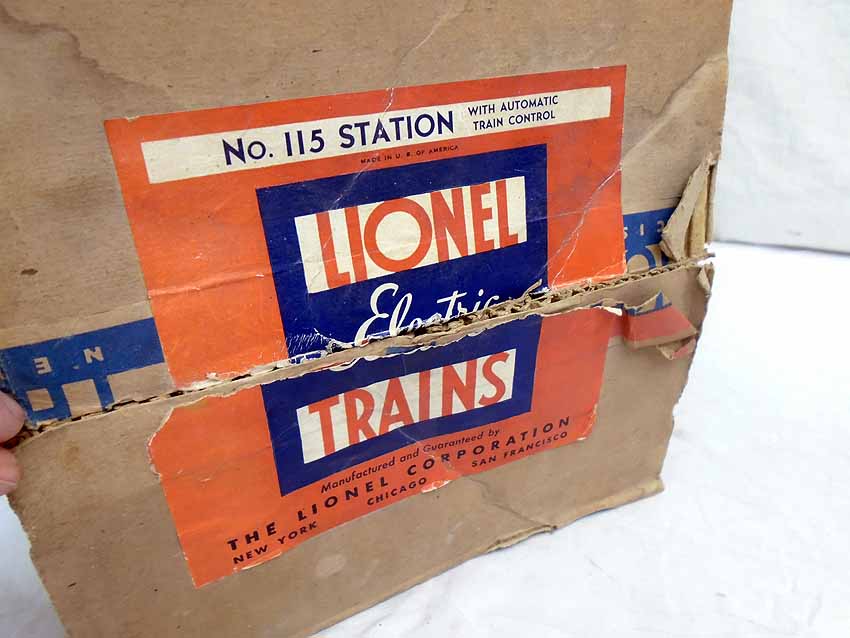 No. 115 STATION WITH AUTOMATIC TRAIN CONTROL
MADE IN U. S. OF AMERICA
LIONEL
Electric
TRAINS
Manufactured and Guaranteed by
THE LIONEL CORPORATION
NEW YORK CHICAGO SAN FRANCISCO